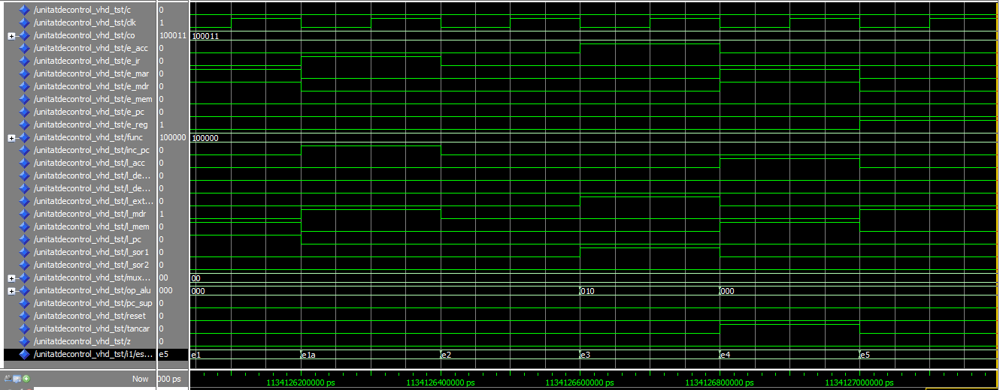 /unitatdecontrol_vhd_tst/c 0
/unitatdecontrol_vhd_tst/clk 1
/unitatdecontrol_vhd_tst/co 100011 100011
/unitatdecontrol_vhd_tst/e_acc 0
/unitatdecontrol_vhd_tst/e_ir 0
/unitatdecontrol_vhd_tst/e_mar 0
/unitatdecontrol_vhd_tst/e_mdr 0
/unitatdecontrol_vhd_tst/e_mem 0
/unitatdecontrol_vhd_tst/e_pc 0
/unitatdecontrol_vhd_tst/e_reg 1
/unitatdecontrol_vhd_tst/func 100000 100000
/unitatdecontrol_vhd_tst/inc_pc 0
/unitatdecontrol_vhd_tst/l_acc 0
/unitatdecontrol_vhd_tst/l_de... 0
/unitatdecontrol_vhd_tst/l_de... 0
/unitatdecontrol_vhd_tst/l_ext... 0
/unitatdecontrol_vhd_tst/l_mdr 1
/unitatdecontrol_vhd_tst/l_mem 0
/unitatdecontrol_vhd_tst/l_pc 0
/unitatdecontrol_vhd_tst/l_sor1 0
/unitatdecontrol_vhd_tst/l_sor2 0
/unitatdecontrol_vhd_tst/mux... 00 00
/unitatdecontrol_vhd_tst/op_alu 000 000 010 000
/unitatdecontrol_vhd_tst/pc_sup 0
/unitatdecontrol_vhd_tst/reset 0
/unitatdecontrol_vhd_tst/tancar 0
/unitatdecontrol_vhd_tst/z 0
/unitatdecontrol_vhd_tst/i1/es... e5 e1 e1a e2 e3 e4 e5
Now 000 ps 1134126200000 ps 1134126400000 ps 1134126600000 ps 1134126800000 ps 1134127000000 ps